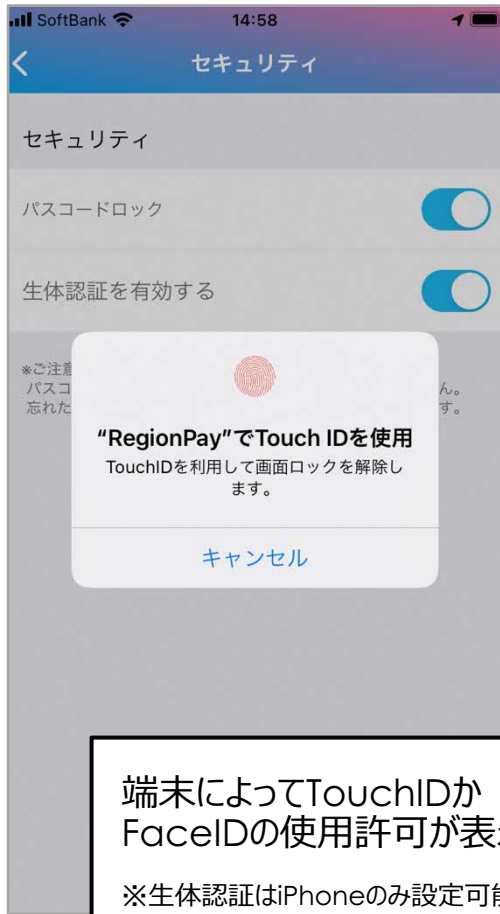 SoftBank 14:58
セキュリティ
セキュリティ
パスコードロック
生体認証を有効する
※ご注意
パスコ
ん。
忘れた
す。
“RegionPay”でTouch IDを使用
TouchIDを利用して画面ロックを解除し
ます。
キャンセル
端末によってTouchIDか
FaceIDの使用許可が表
※生体認証はiPhoneのみ設定可